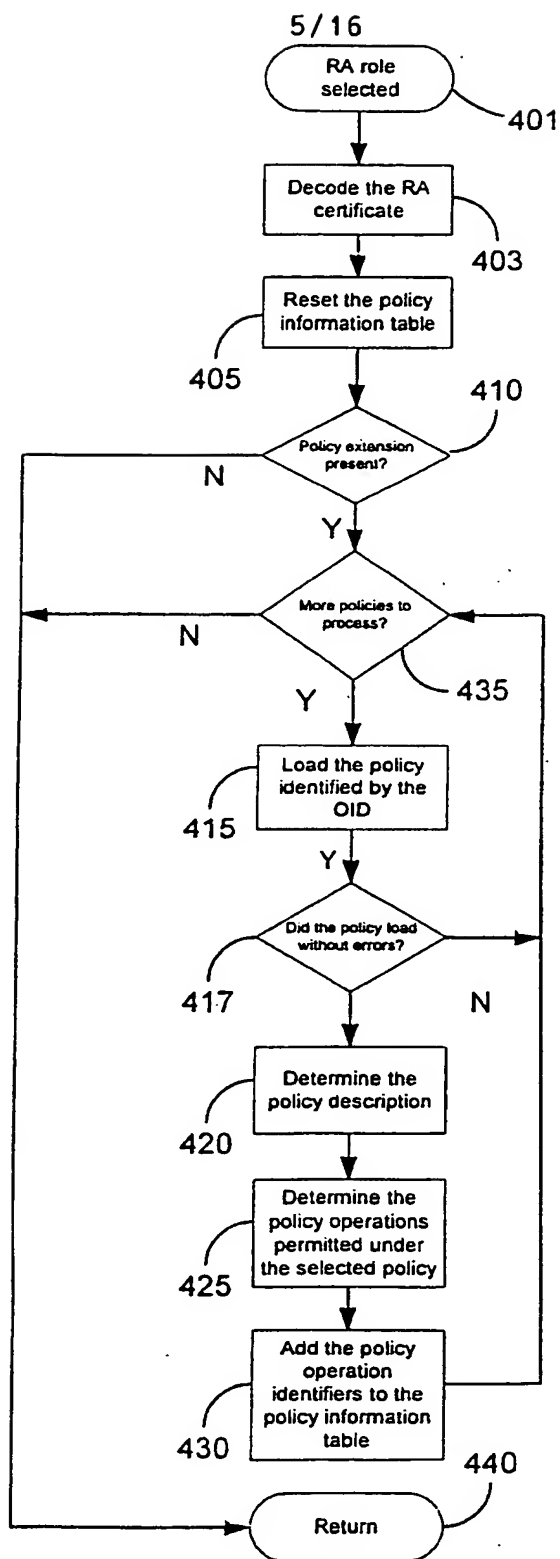 5/16
RA role
selected
401
Decode the RA
certificate
403
Reset the policy
information table
405
410
Policy extension
present?
N
Y
More policies to
process?
N
435
Y
Load the policy
identified by the
OID
415
Y
Did the policy load
without errors?
417
N
Determine the
policy description
420
Determine the
policy operations
permitted under
the selected policy
425
Add the policy
operation
identifiers to the
policy information
table
430
440
Return